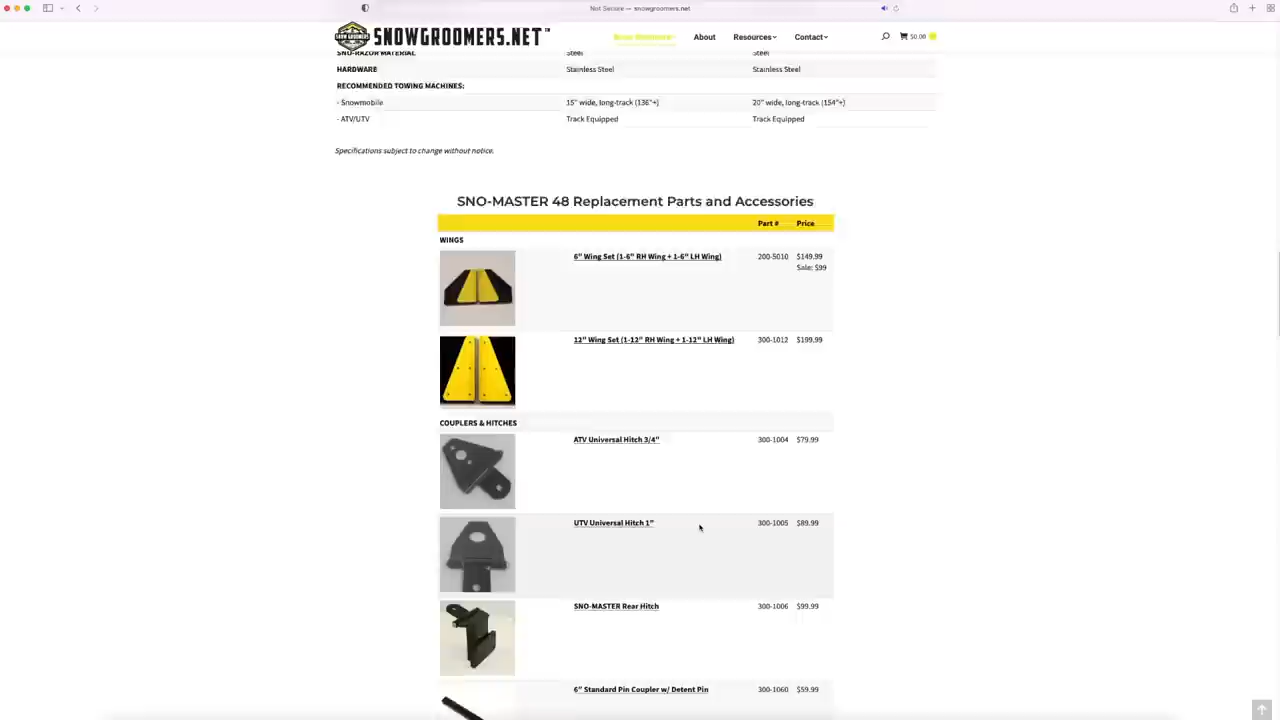 Not Secure — snowgroomers.net
SNOWGROOMERS.NET™
About
Resources
Contact
$0.00
SNO-RAZOR MATERIAL Steel Steel
HARDWARE Stainless Steel Stainless Steel
RECOMMENDED TOWING MACHINES:
- Snowmobile 15" wide, long-track (136"+) 20" wide, long-track (154"+)
- ATV/UTV Track Equipped Track Equipped
Specifications subject to change without notice.
SNO-MASTER 48 Replacement Parts and Accessories
Part # Price
WINGS
6" Wing Set (1-6" RH Wing + 1-6" LH Wing) 200-5010 $149.99
Sale: $99
12" Wing Set (1-12" RH Wing + 1-12" LH Wing) 300-1012 $199.99
COUPLERS & HITCHES
ATV Universal Hitch 3/4" 300-1004 $79.99
UTV Universal Hitch 1" 300-1005 $89.99
SNO-MASTER Rear Hitch 300-1006 $99.99
6" Standard Pin Coupler w/ Detent Pin 300-1060 $59.99